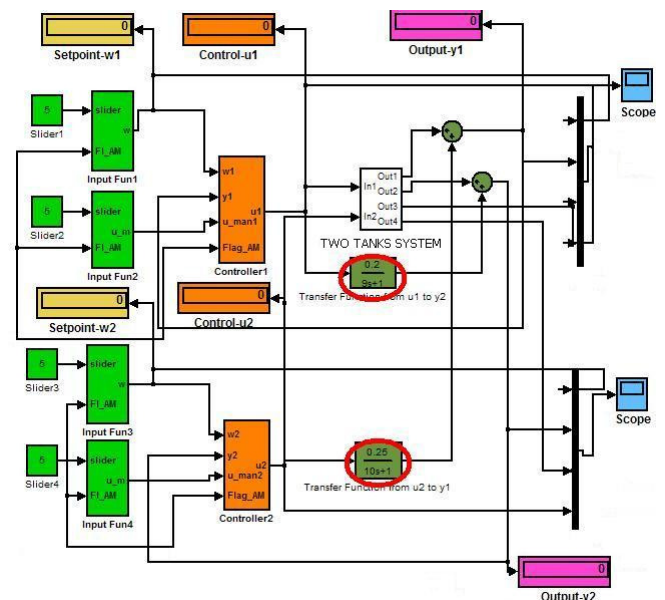 0
Setpoint-w1
0
Control-u1
0
Output-y1
Scope
5
Slider1
slider
w
Fl_AM
Input Fun1
5
Slider2
slider
u_m
Fl_AM
Input Fun2
w1
y1
u_man1
Flag_AM
u1
Controller1
In1
In2
Out1
Out2
Out3
Out4
TWO TANKS SYSTEM
0.2
9s+1
Transfer Function from u1 to y2
0
Setpoint-w2
0
Control-u2
5
Slider3
slider
w
Fl_AM
Input Fun3
5
Slider4
slider
u_m
Fl_AM
Input Fun4
w2
y2
u_man2
Flag_AM
u2
Controller2
0.25
10s+1
Transfer Function from u2 to y1
Scope
0
Output-y2